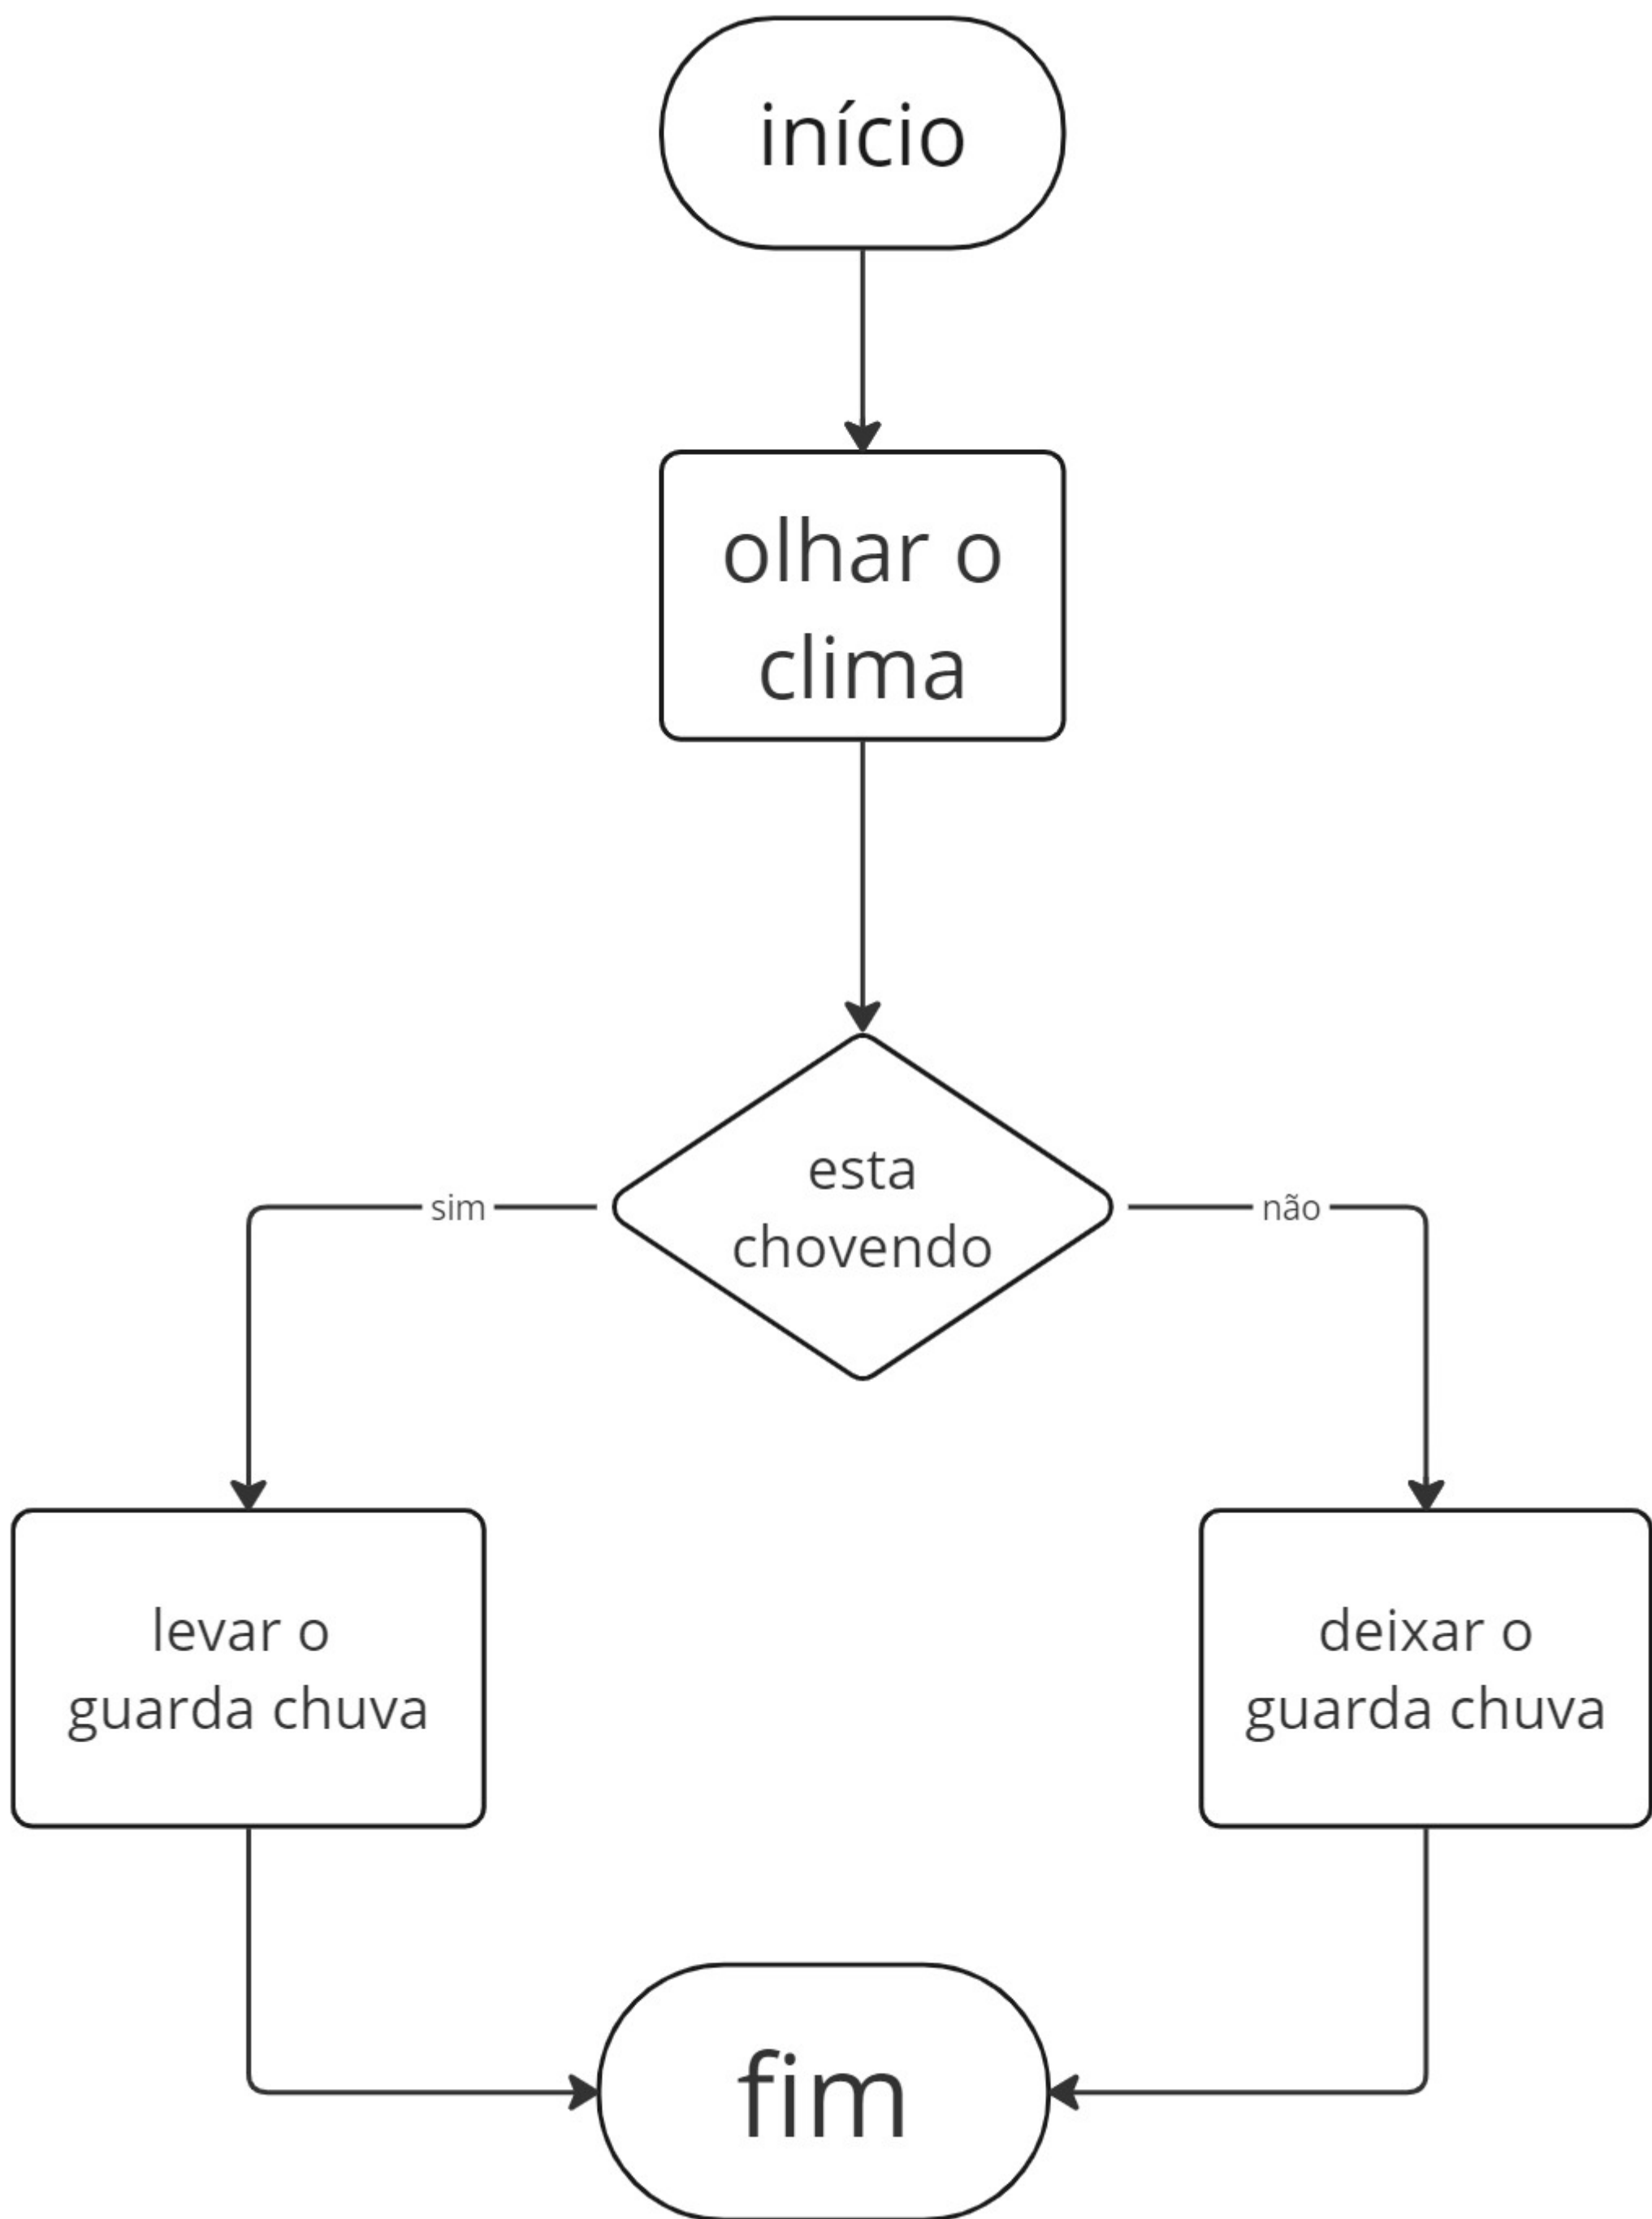 início
olhar o
clima
esta
chovendo
sim
não
levar o
guarda chuva
deixar o
guarda chuva
fim